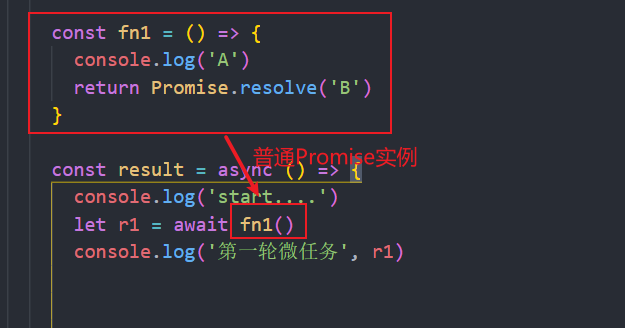 const fn1 = () => {
console.log('A')
return Promise.resolve('B')
}
普通Promise实例
const result = async () => {
console.log('start....')
let r1 = await fn1()
console.log('第一轮微任务', r1)